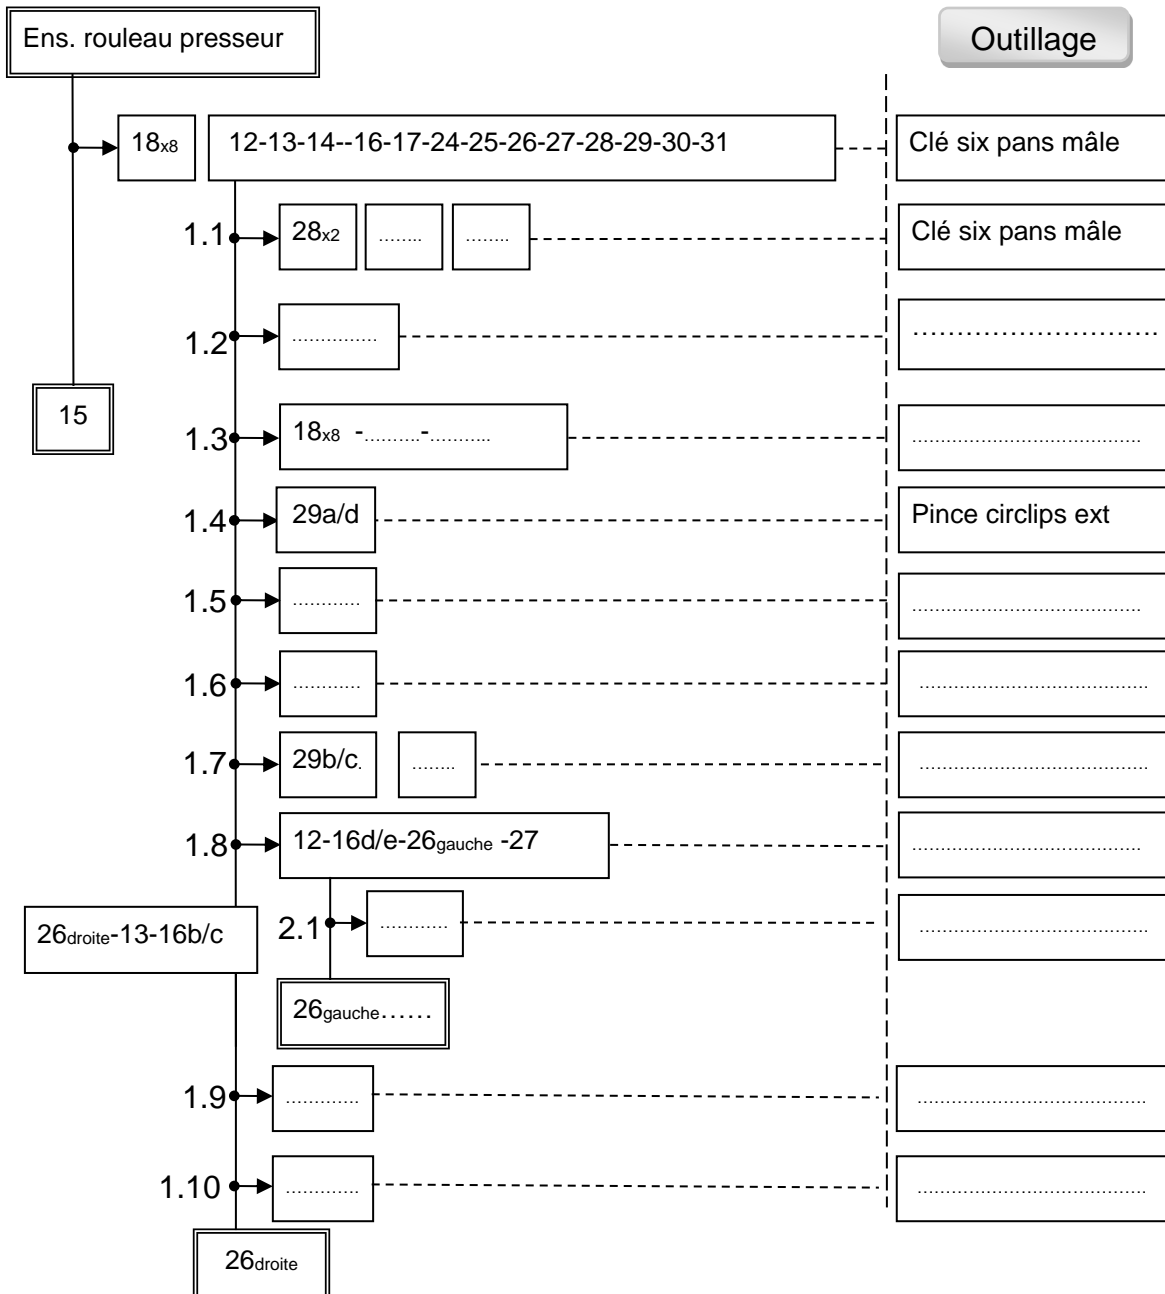 Ens. rouleau presseur
Outillage
18x8 12-13-14--16-17-24-25-26-27-28-29-30-31 Clé six pans mâle
1.1 28x2 ........ ........ Clé six pans mâle
1.2 ............... ............................
15
1.3 18x8 -..........-........... ........................................
1.4 29a/d Pince circlips ext
1.5 ............ ........................................
1.6 ............ ........................................
1.7 29b/c. ........ ........................................
1.8 12-16d/e-26gauche -27 ........................................
26droite-13-16b/c 2.1 ............ ........................................
26gauche......
1.9 ............. ........................................
1.10 ............. ........................................
26droite